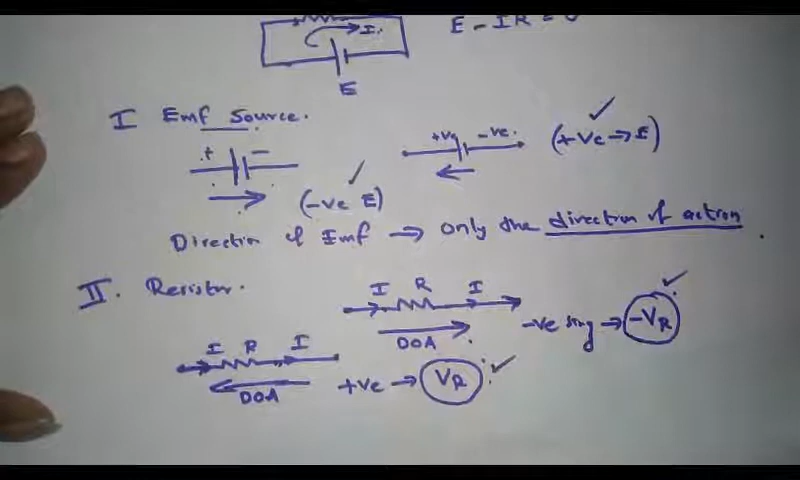 I.
E - IR = 0
E
I Emf Source.
+ -
+ve -ve.
(+ve → E)
(-ve E)
Direction of Emf → only the direction of action.
II. Resistor.
I R I
DOA
-ve sing → -VR
I R I
DOA
+ve → VR